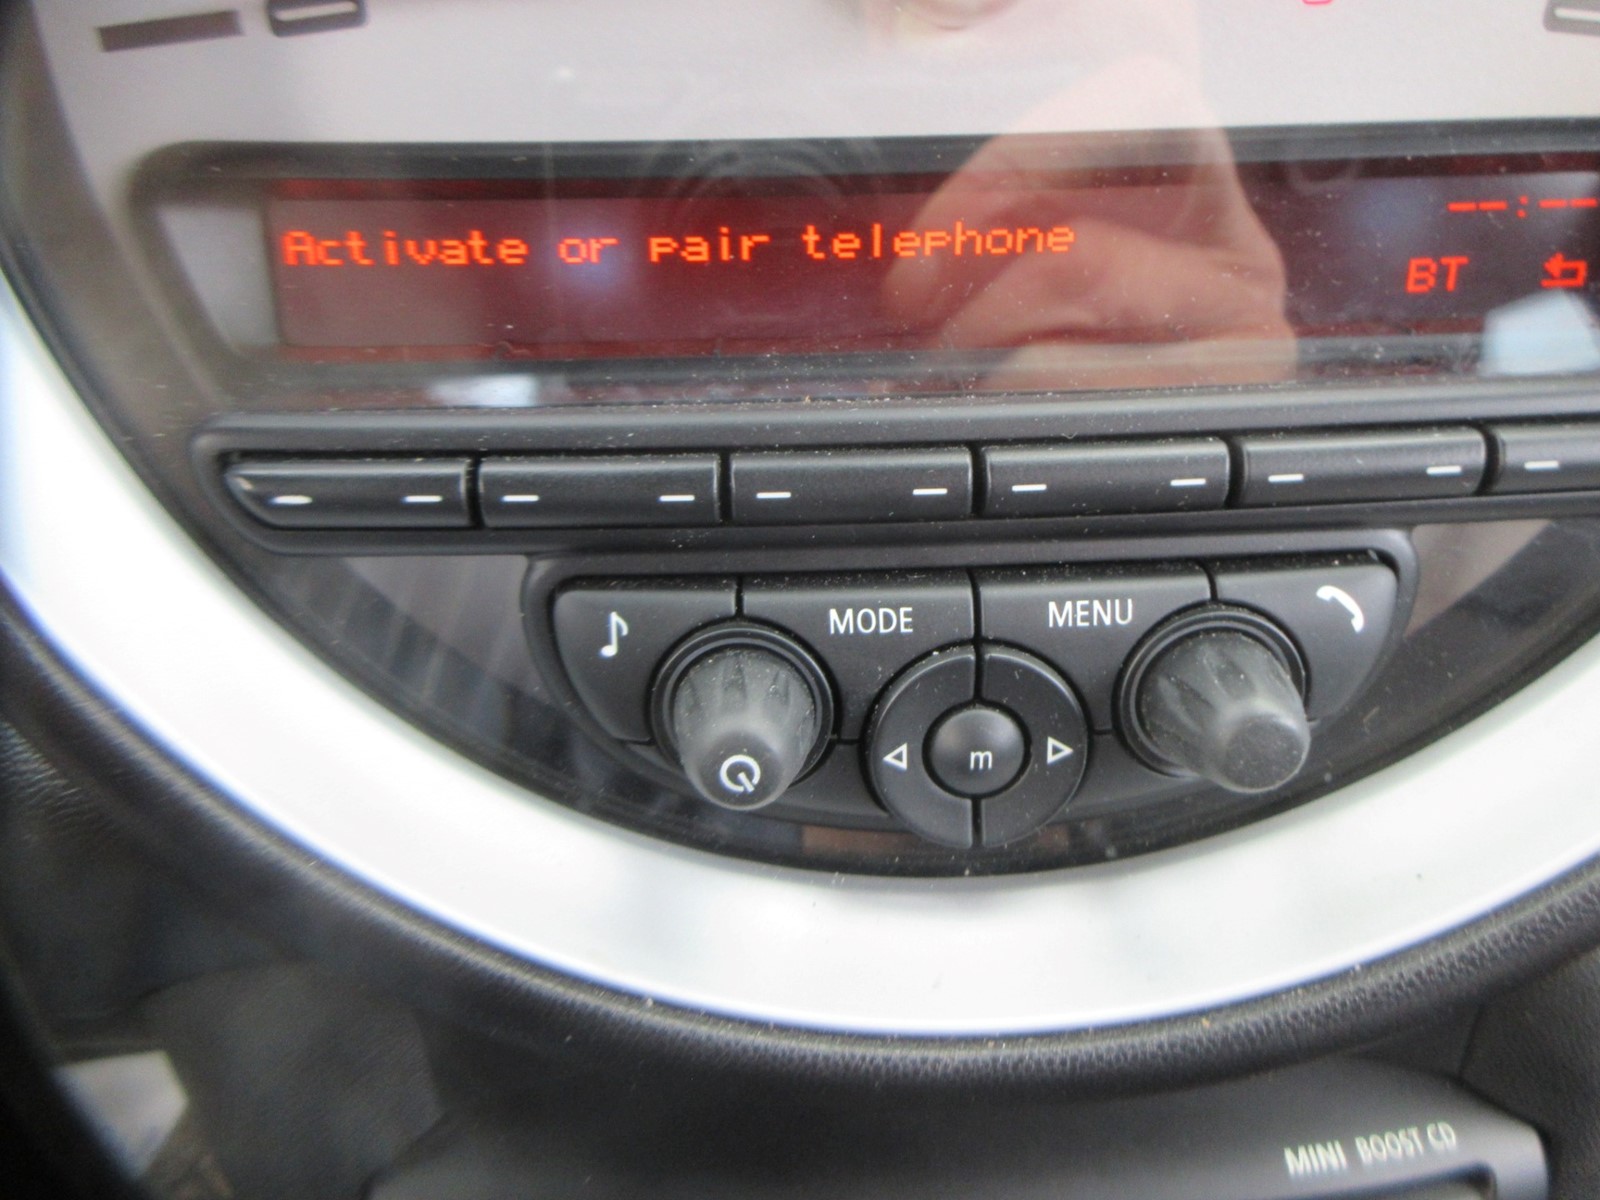 Activate or pair telephone
--:--
BT
MODE
MENU
m
MINI BOOST CD